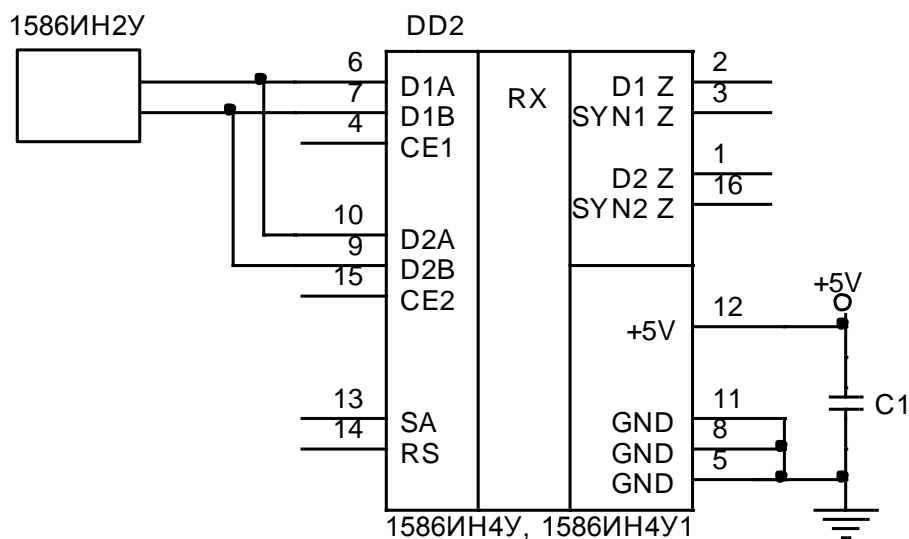 1586ИН2У
DD2
6
D1A
7
D1B
4
CE1
10
D2A
9
D2B
15
CE2
13
SA
14
RS
RX
2
D1 Z
3
SYN1 Z
1
D2 Z
16
SYN2 Z
12
+5V
+5V
11
GND
8
GND
5
GND
C1
1586ИН4У, 1586ИН4У1